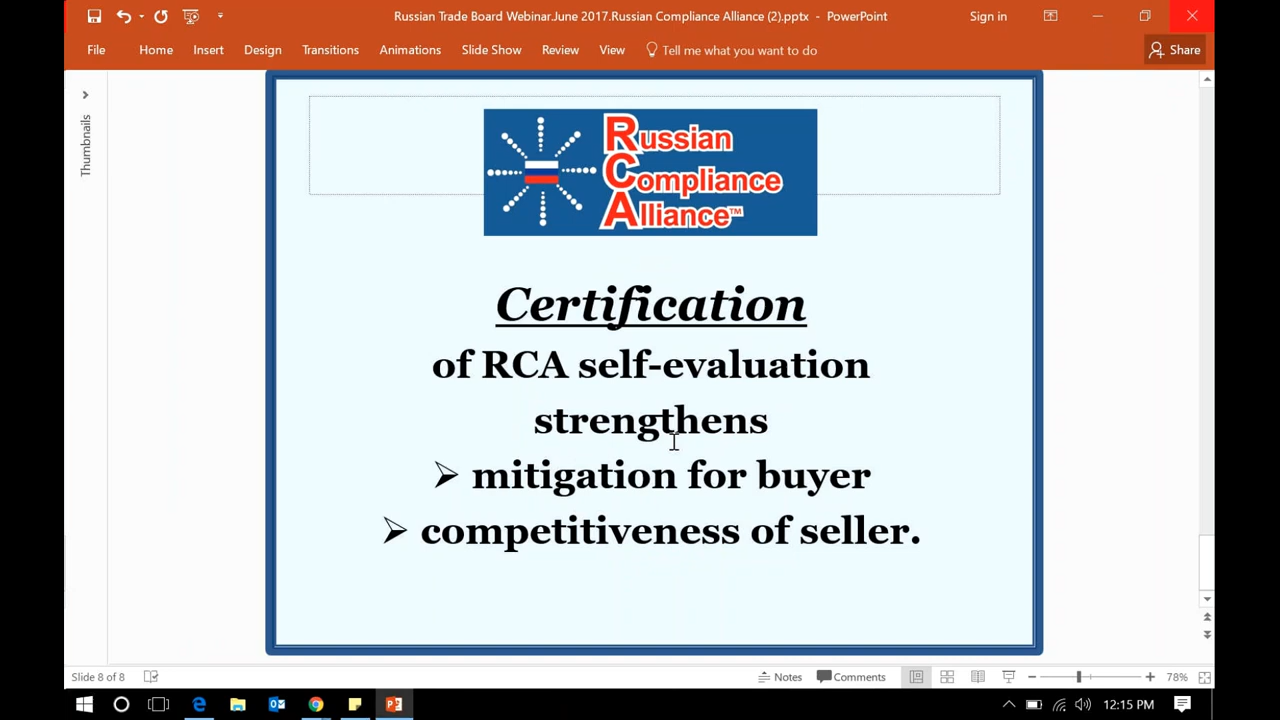 Russian Trade Board Webinar.June 2017.Russian Compliance Alliance (2).pptx - PowerPoint
Sign in
File Home Insert Design Transitions Animations Slide Show Review View Tell me what you want to do Share
Thumbnails
Russian
Compliance
Alliance™
Certification
of RCA self-evaluation
strengthens
➢ mitigation for buyer
➢ competitiveness of seller.
Slide 8 of 8 Notes Comments 78%
12:15 PM